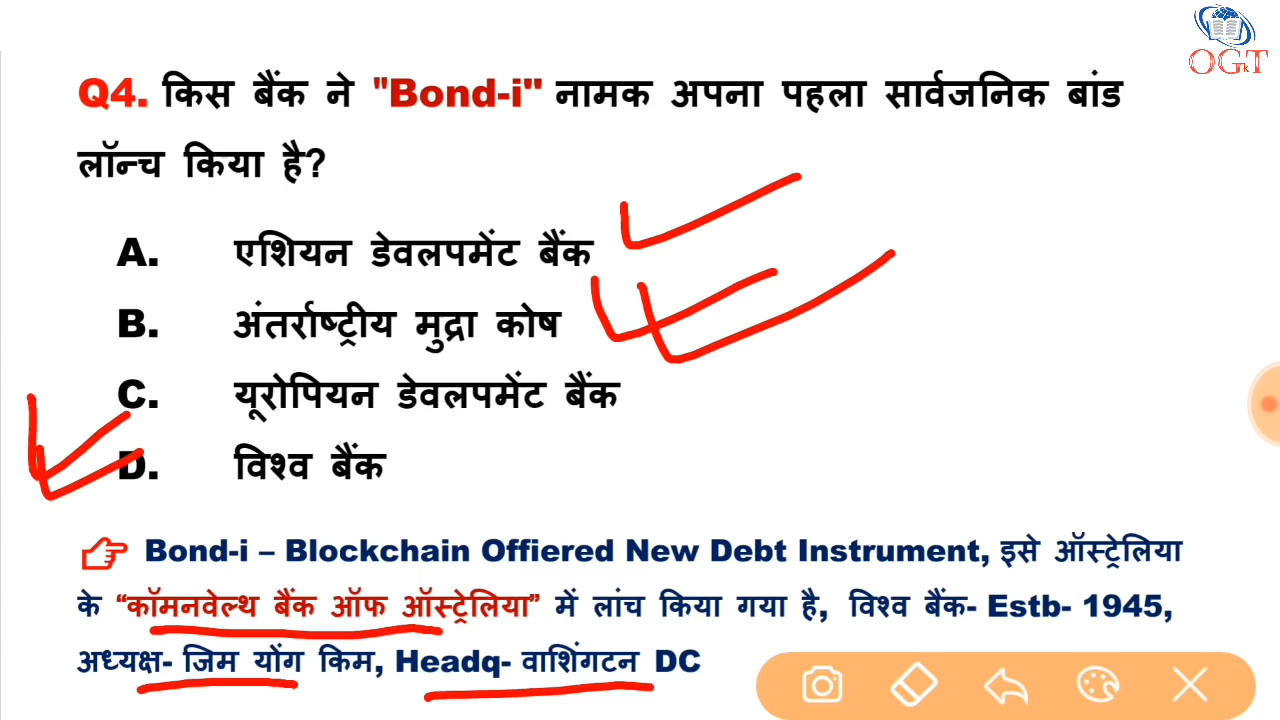 OGT
Tk
Q4. किस बैंक ने "Bond-i" नामक अपना पहला सार्वजनिक बांड
लॉन्च किया है?
A. एशियन डेवलपमेंट बैंक
B. अंतर्राष्ट्रीय मुद्रा कोष
C. यूरोपियन डेवलपमेंट बैंक
D. विश्व बैंक
Bond-i – Blockchain Offiered New Debt Instrument, इसे ऑस्ट्रेलिया
के “कॉमनवेल्थ बैंक ऑफ ऑस्ट्रेलिया” में लांच किया गया है, विश्व बैंक- Estb- 1945,
अध्यक्ष- जिम योंग किम, Headq- वाशिंगटन DC